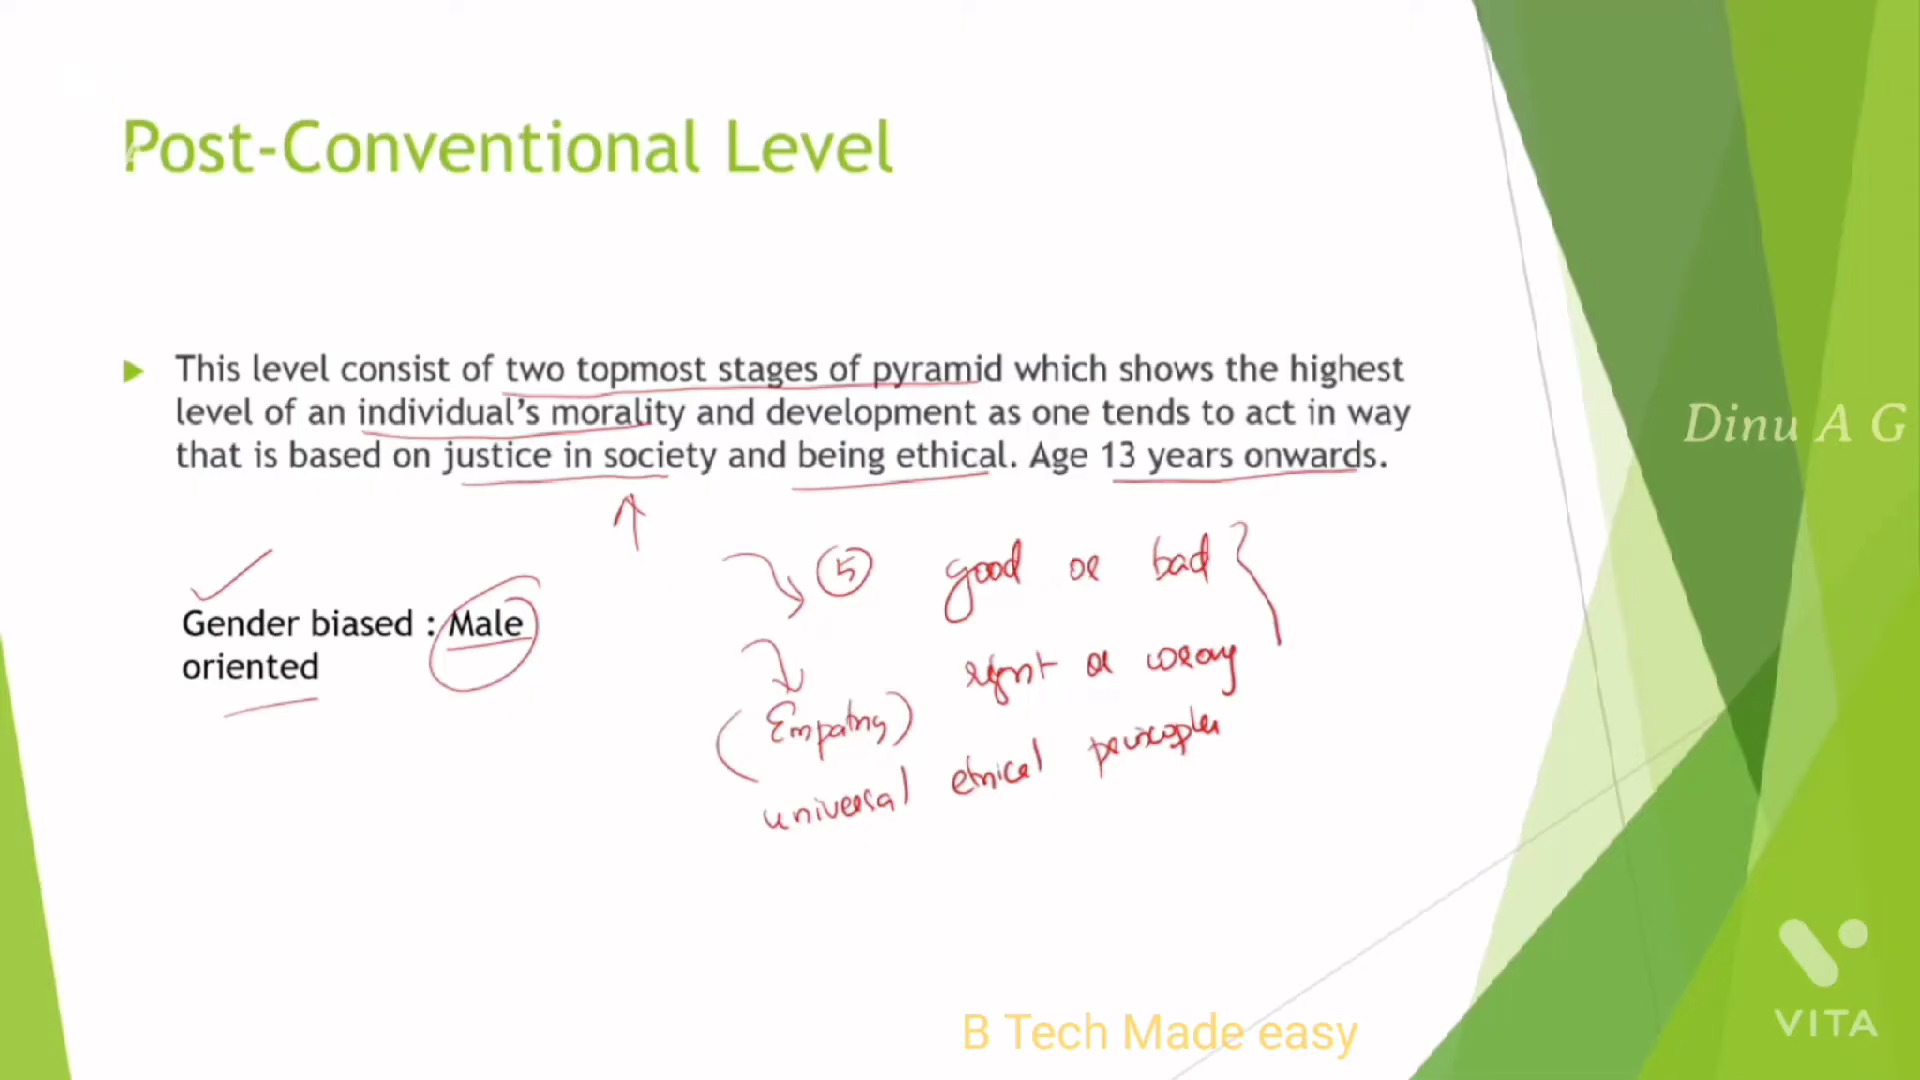 Post-Conventional Level
This level consist of two topmost stages of pyramid which shows the highest
level of an individual's morality and development as one tends to act in way
that is based on justice in society and being ethical. Age 13 years onwards.
Dinu A G
5 good or bad
Gender biased : Male
oriented
right or wrong
(Empathy)
universal ethical principles
B Tech Made easy
VITA